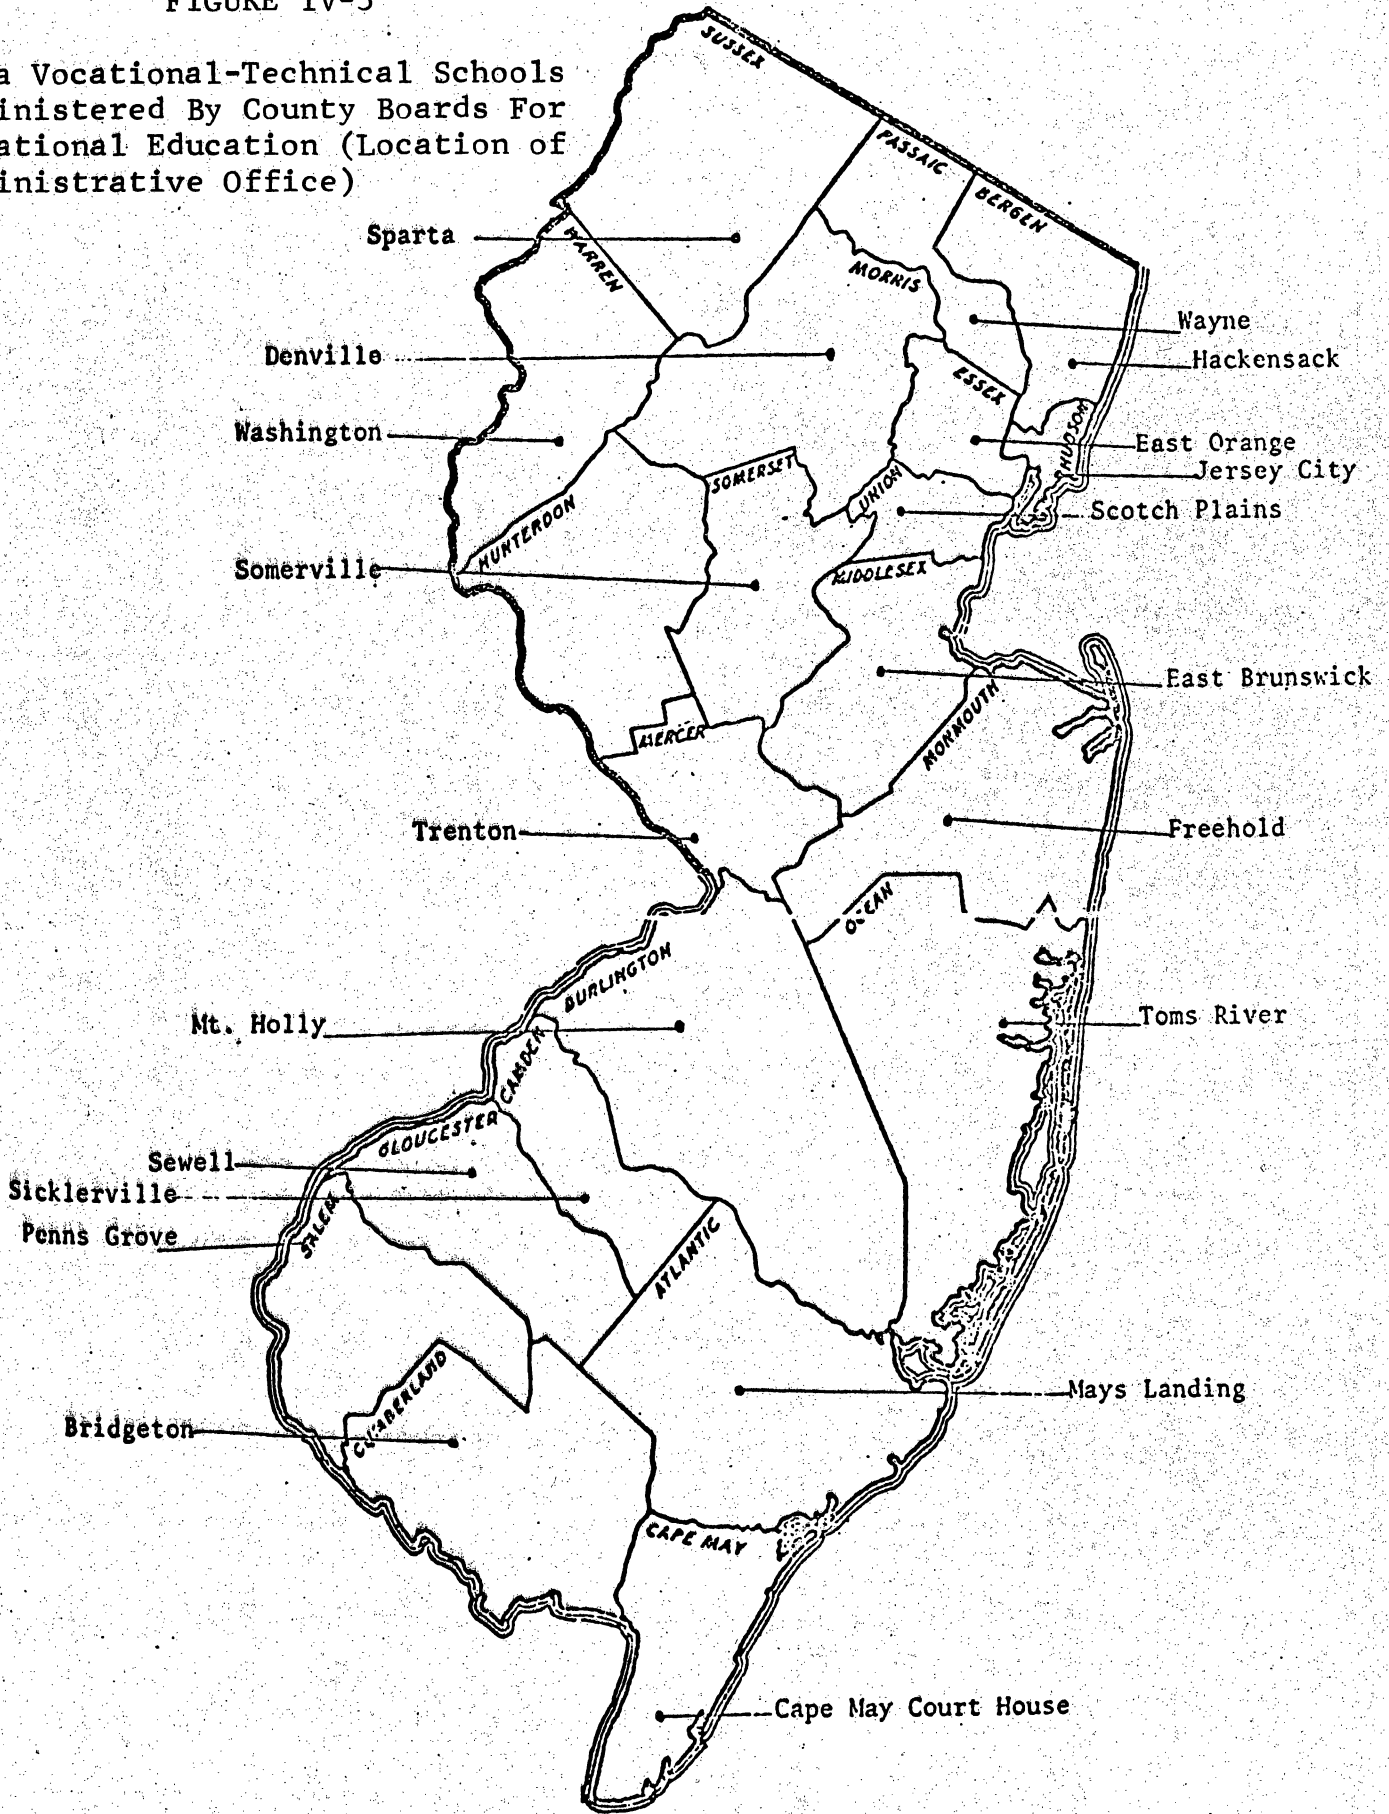 FIGURE IV-3
a Vocational-Technical Schools
inistered By County Boards For
ational Education (Location of
inistrative Office)
SUSSEX
PASSAIC
BERGEN
Sparta
WARREN
MORRIS
Wayne
Denville
Hackensack
ESSEX
HUDSON
Washington
East Orange
Jersey City
SOMERSET
UNION
Scotch Plains
HUNTERDON
Somerville
MIDDLESEX
East Brunswick
MONMOUTH
MERCER
Trenton
Freehold
OCEAN
BURLINGTON
Mt. Holly
Toms River
CAMDEN
GLOUCESTER
Sewell
Sicklerville
SALEM
Penns Grove
ATLANTIC
CUMBERLAND
Mays Landing
Bridgeton
CAPE MAY
Cape May Court House